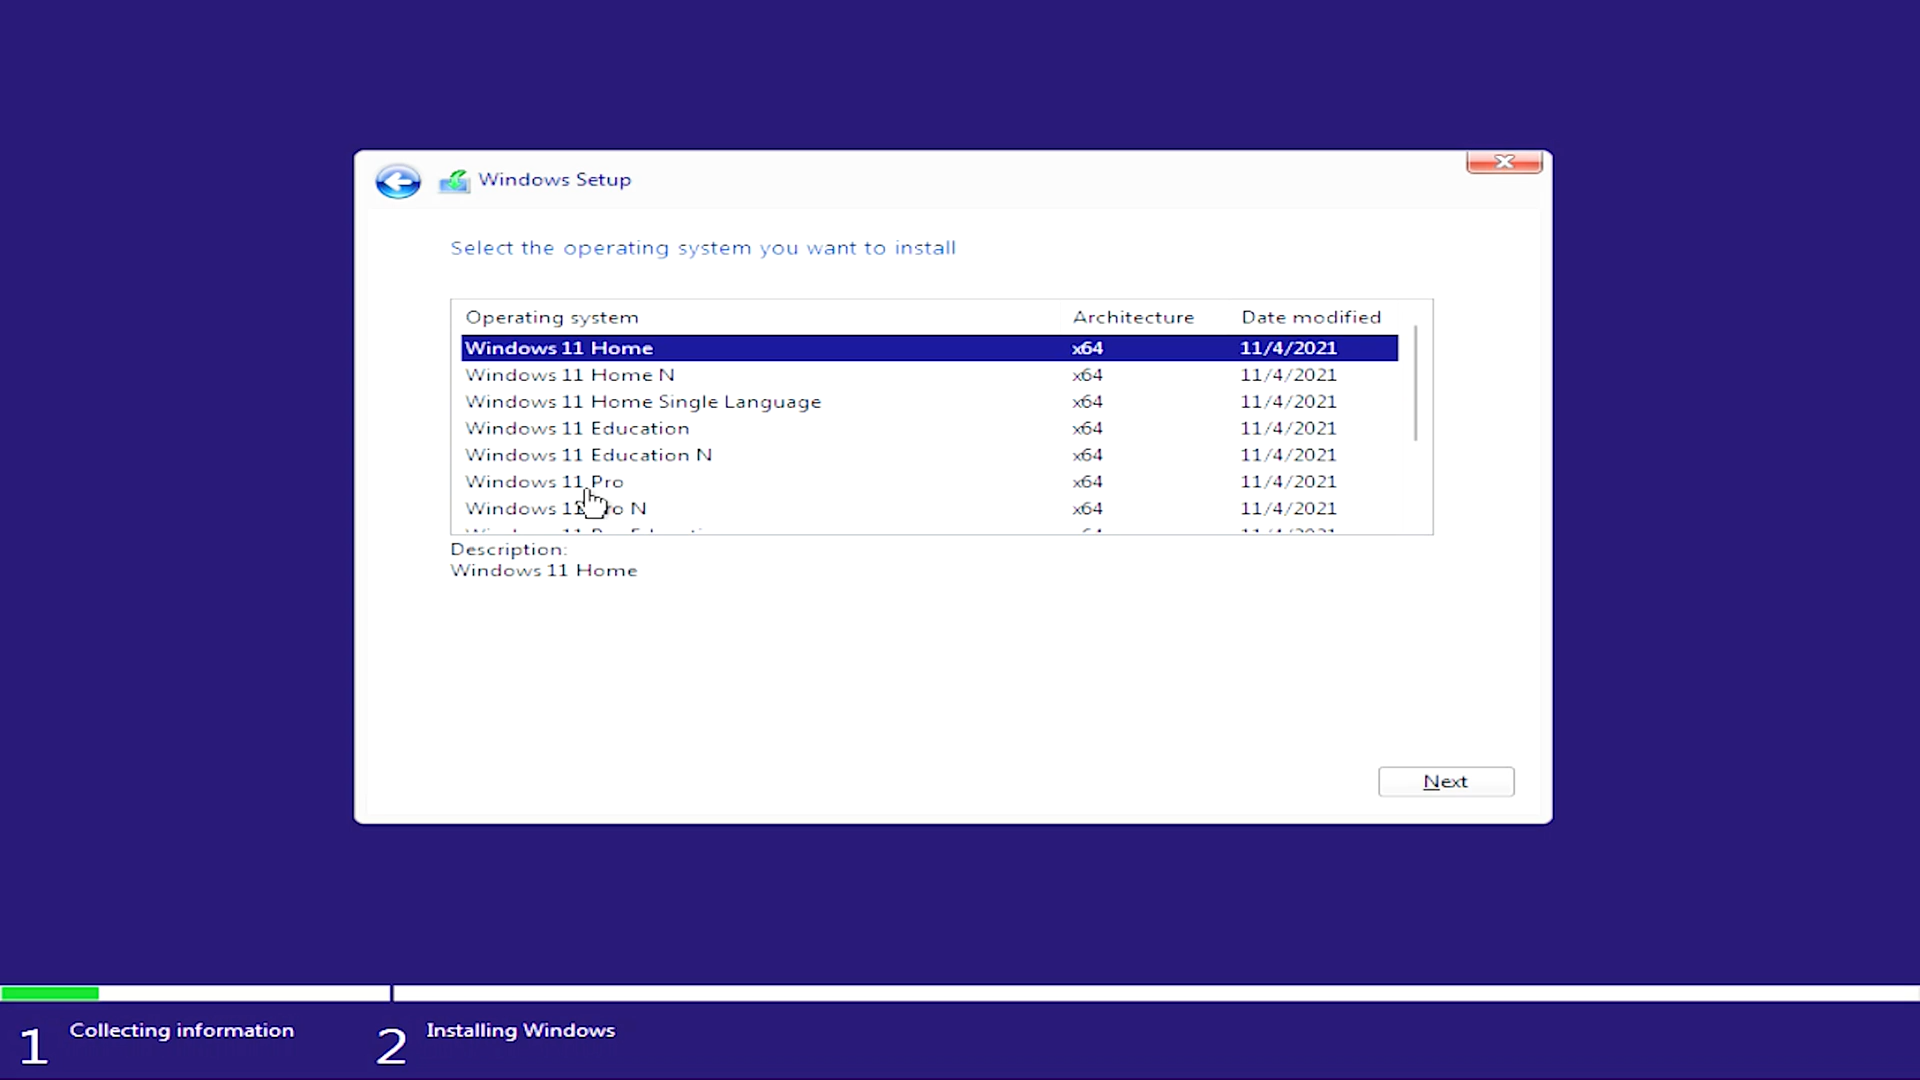 Windows Setup
Select the operating system you want to install
Operating system Architecture Date modified
Windows 11 Home x64 11/4/2021
Windows 11 Home N x64 11/4/2021
Windows 11 Home Single Language x64 11/4/2021
Windows 11 Education x64 11/4/2021
Windows 11 Education N x64 11/4/2021
Windows 11 Pro x64 11/4/2021
Windows 11 Pro N x64 11/4/2021
Description:
Windows 11 Home
Next
1 Collecting information 2 Installing Windows